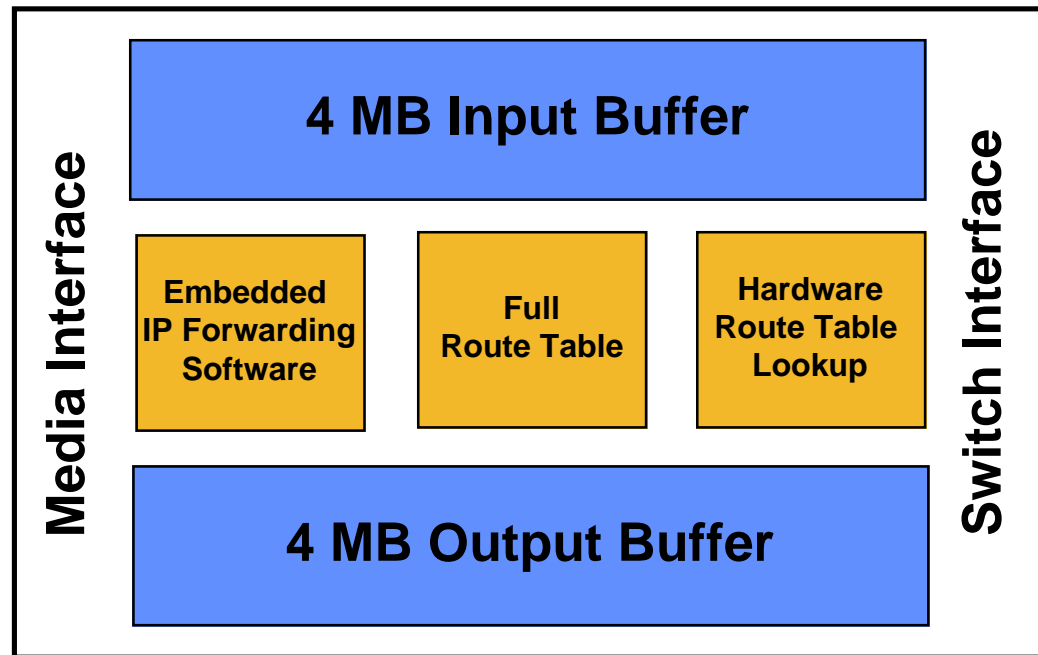 4 MB Input Buffer
Media Interface
Embedded
IP Forwarding
Software
Full
Route Table
Hardware
Route Table
Lookup
Switch Interface
4 MB Output Buffer